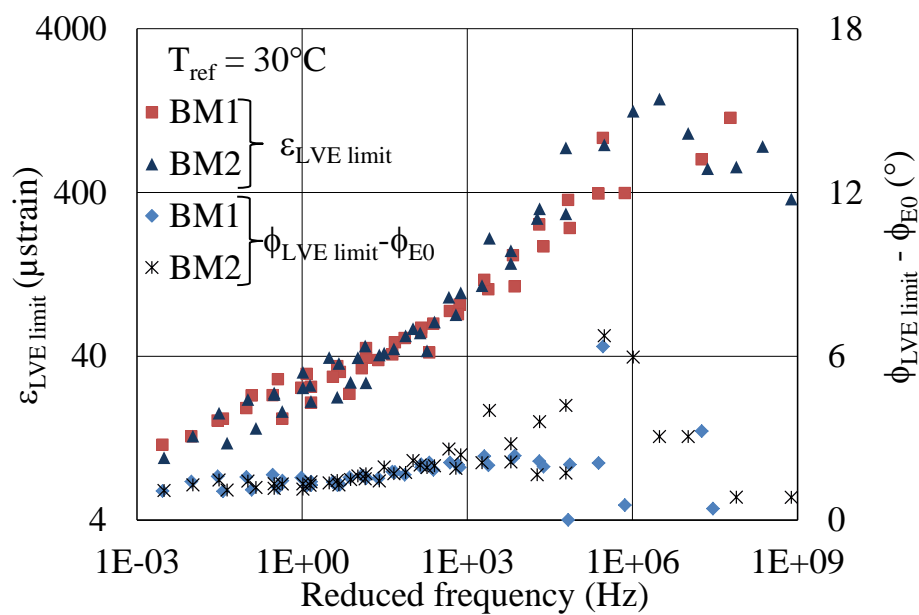 4000
18
T_ref = 30°C
BM1
BM2
ε_LVE limit
400
12
BM1
BM2
ϕ_LVE limit-ϕ_E0
40
6
4
0
1E-03
1E+00
1E+03
1E+06
1E+09
Reduced frequency (Hz)
ε_LVE limit (µstrain)
ϕ_LVE limit - ϕ_E0 (°)